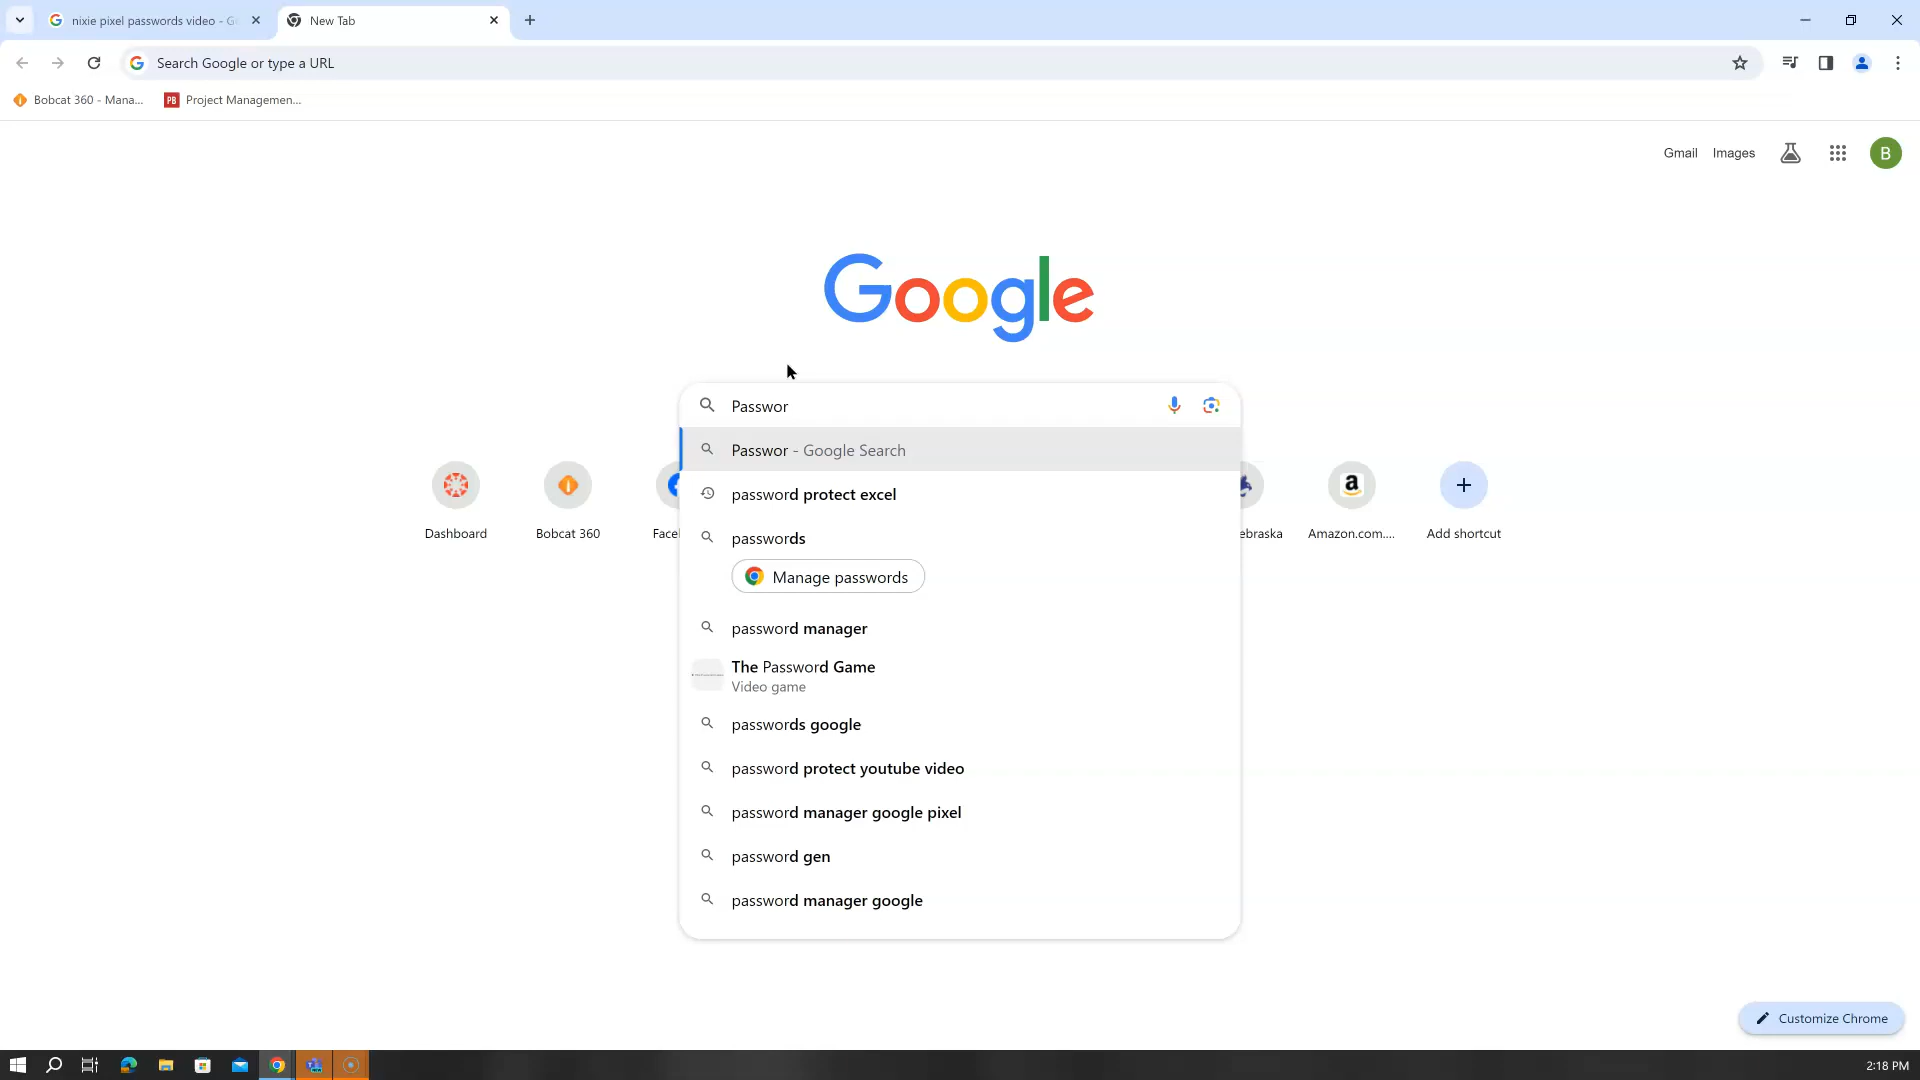 nixie pixel passwords video - G
New Tab
Search Google or type a URL
Bobcat 360 - Mana...
PB
Project Managemen...
Gmail
Images
B
Google
Passwor
Passwor - Google Search
password protect excel
passwords
Manage passwords
password manager
The Password Game
Video game
passwords google
password protect youtube video
password manager google pixel
password gen
password manager google
Dashboard
Bobcat 360
Face
ebraska
a
Amazon.com....
Add shortcut
Customize Chrome
2:18 PM